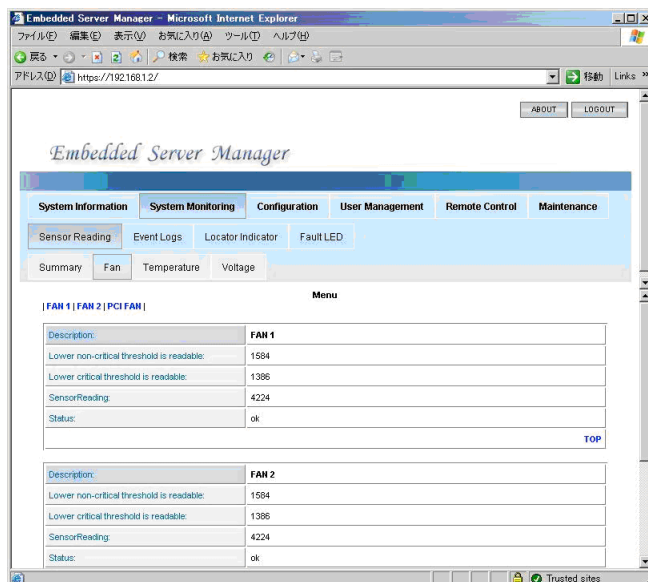 Embedded Server Manager - Microsoft Internet Explorer
ファイル(F) 編集(E) 表示(V) お気に入り(A) ツール(T) ヘルプ(H)
戻る 検索 お気に入り
アドレス(D) https://192.168.1.2/ 移動 Links »
ABOUT LOGOUT
Embedded Server Manager
System Information System Monitoring Configuration User Management Remote Control Maintenance
Sensor Reading Event Logs Locator Indicator Fault LED
Summary Fan Temperature Voltage
Menu
| FAN 1 | FAN 2 | PCI FAN |
Description: FAN 1
Lower non-critical threshold is readable: 1584
Lower critical threshold is readable: 1386
SensorReading: 4224
Status: ok
TOP
Description: FAN 2
Lower non-critical threshold is readable: 1584
Lower critical threshold is readable: 1386
SensorReading: 4224
Status: ok
Trusted sites